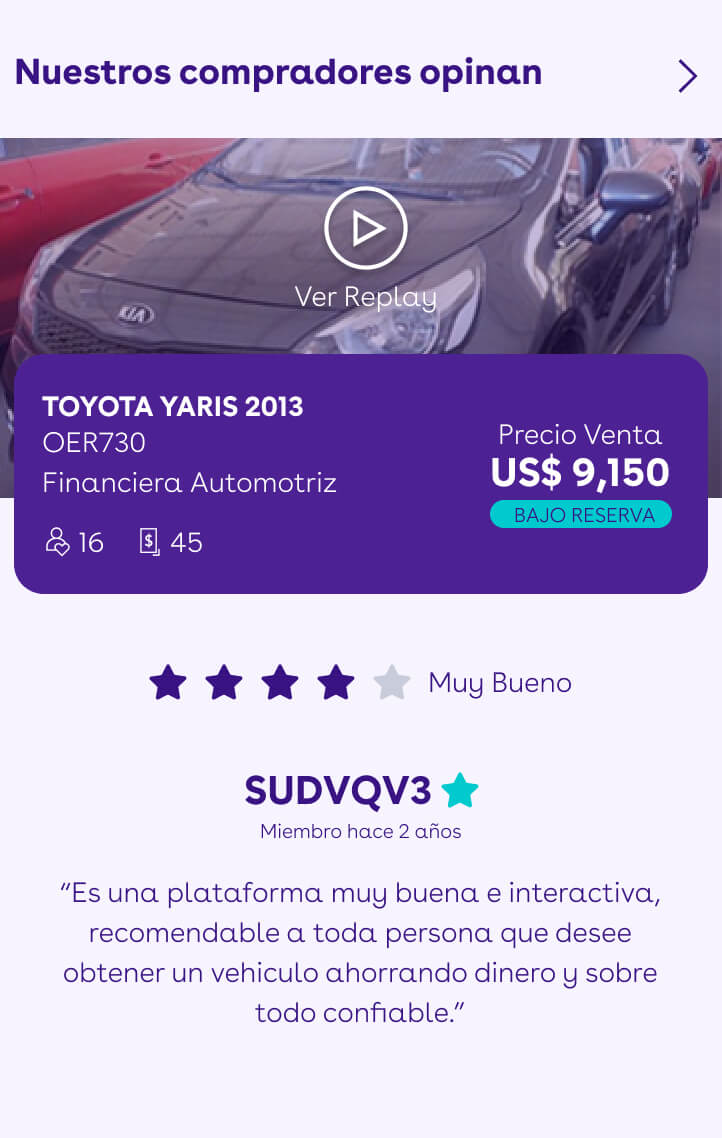 Nuestros compradores opinan
KIA
Ver Replay
TOYOTA YARIS 2013
OER730
Financiera Automotriz
16 $ 45
Precio Venta
US$ 9,150
BAJO RESERVA
Muy Bueno
SUDVQV3
Miembro hace 2 años
“Es una plataforma muy buena e interactiva,
recomendable a toda persona que desee
obtener un vehiculo ahorrando dinero y sobre
todo confiable.”